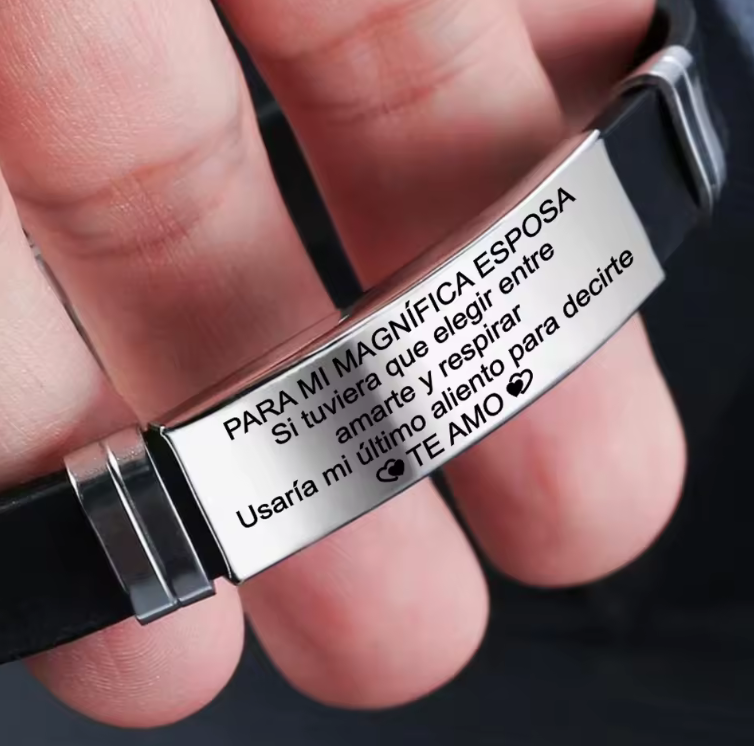 PARA MI MAGNÍFICA ESPOSA
Si tuviera que elegir entre
amarte y respirar
Usaría mi último aliento para decirte
💕TE AMO💕